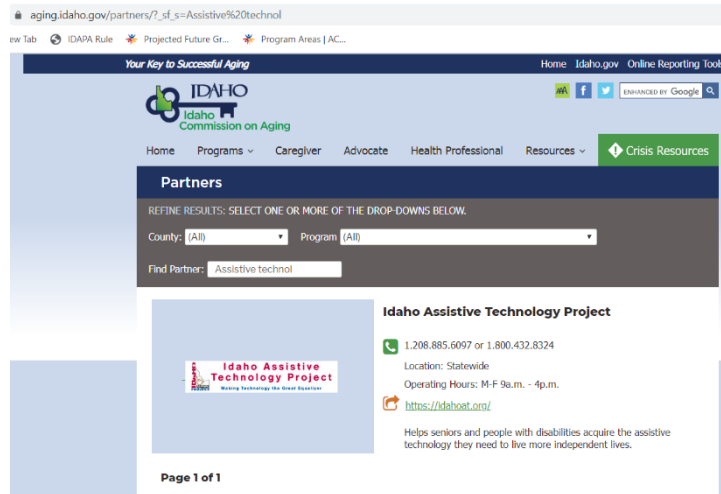 aging.idaho.gov/partners/?_sf_s=Assistive%20technol
ew Tab IDAPA Rule Projected Future Gr... Program Areas | AC...
Your Key to Successful Aging Home Idaho.gov Online Reporting Tools
IDAHO
Idaho
Commission on Aging
ENHANCED BY Google
Home Programs Caregiver Advocate Health Professional Resources Crisis Resources
Partners
REFINE RESULTS: SELECT ONE OR MORE OF THE DROP-DOWNS BELOW.
County: (All) Program (All)
Find Partner: Assistive technol
Idaho Assistive Technology Project
1.208.885.6097 or 1.800.432.8324
Location: Statewide
Operating Hours: M-F 9a.m. - 4p.m.
https://idahoat.org/
Helps seniors and people with disabilities acquire the assistive
technology they need to live more independent lives.
Idaho Assistive
Technology Project
Making Technology the Great Equalizer
Page 1 of 1